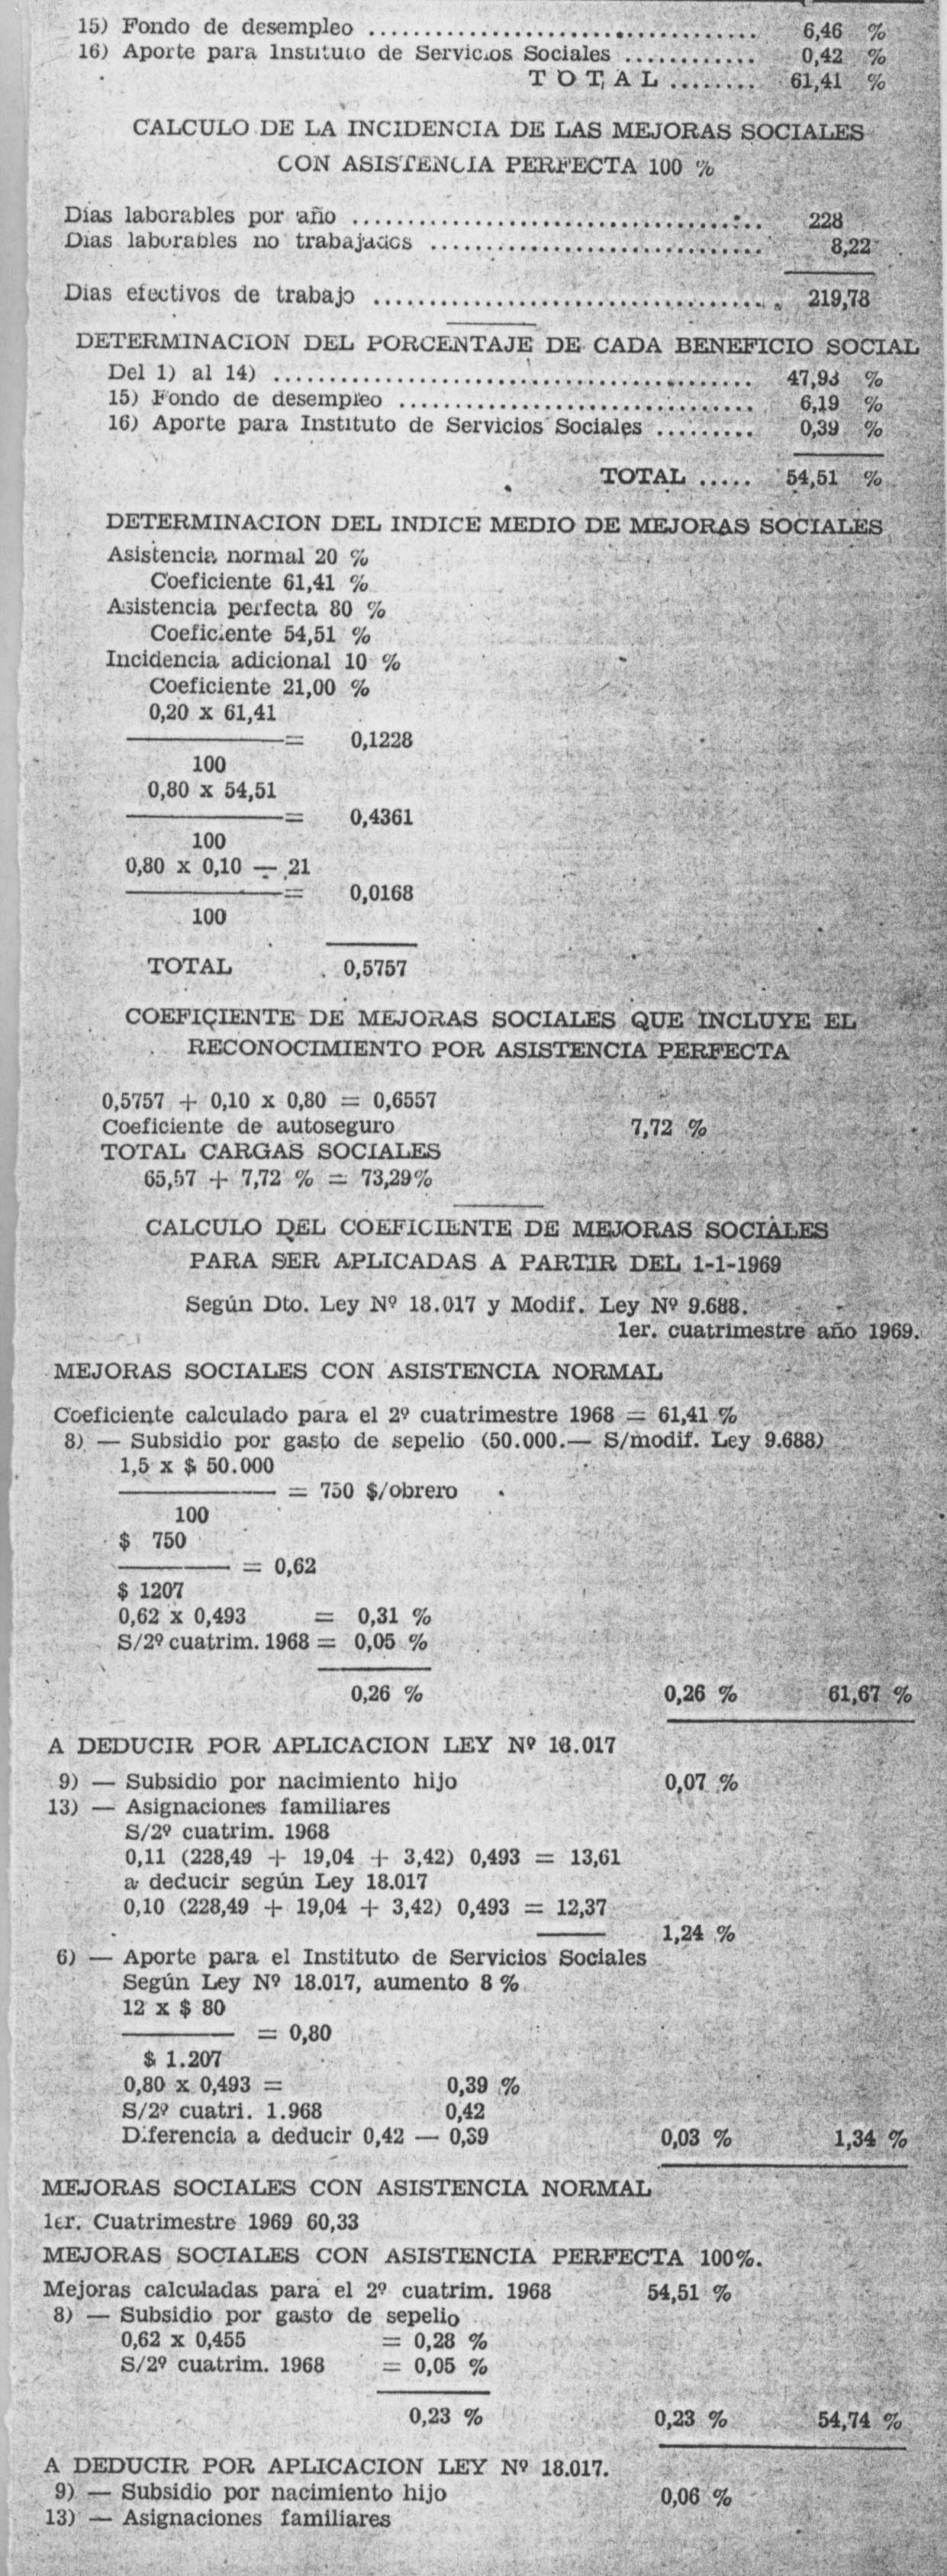 15) Fondo de desempleo ........ 6,46 %
16) Aporte para Instituto de Servicios Sociales ........ 0,42 %
TOTAL ........ 61,41 %
CALCULO DE LA INCIDENCIA DE LAS MEJORAS SOCIALES
CON ASISTENCIA PERFECTA 100 %
Días laborables por año ........ 228
Dias laborables no trabajados ........ 8,22
Dias efectivos de trabajo ........ 219,78
DETERMINACION DEL PORCENTAJE DE CADA BENEFICIO SOCIAL
Del 1) al 14) ........ 47,93 %
15) Fondo de desempleo ........ 6,19 %
16) Aporte para Instituto de Servicios Sociales ........ 0,39 %
TOTAL ..... 54,51 %
DETERMINACION DEL INDICE MEDIO DE MEJORAS SOCIALES
Asistencia normal 20 %
Coeficiente 61,41 %
Asistencia perfecta 80 %
Coeficiente 54,51 %
Incidencia adicional 10 %
Coeficiente 21,00 %
0,20 x 61,41
= 0,1228
100
0,80 x 54,51
= 0,4361
100
0,80 x 0,10 — 21
= 0,0168
100
TOTAL 0,5757
COEFICIENTE DE MEJORAS SOCIALES QUE INCLUYE EL
RECONOCIMIENTO POR ASISTENCIA PERFECTA
0,5757 + 0,10 x 0,80 = 0,6557
Coeficiente de autoseguro 7,72 %
TOTAL CARGAS SOCIALES
65,57 + 7,72 % = 73,29%
CALCULO DEL COEFICIENTE DE MEJORAS SOCIALES
PARA SER APLICADAS A PARTIR DEL 1-1-1969
Según Dto. Ley Nº 18.017 y Modif. Ley Nº 9.688.
1er. cuatrimestre año 1969.
MEJORAS SOCIALES CON ASISTENCIA NORMAL
Coeficiente calculado para el 2º cuatrimestre 1968 = 61,41 %
8) — Subsidio por gasto de sepelio (50.000.— S/modif. Ley 9.688)
1,5 x $ 50.000
= 750 $/obrero
100
$ 750
= 0,62
$ 1207
0,62 x 0,493 = 0,31 %
S/2º cuatrim. 1968 = 0,05 %
0,26 % 0,26 % 61,67 %
A DEDUCIR POR APLICACION LEY Nº 18.017
9) — Subsidio por nacimiento hijo 0,07 %
13) — Asignaciones familiares
S/2º cuatrim. 1968
0,11 (228,49 + 19,04 + 3,42) 0,493 = 13,61
a deducir según Ley 18.017
0,10 (228,49 + 19,04 + 3,42) 0,493 = 12,37
1,24 %
6) — Aporte para el Instituto de Servicios Sociales
Según Ley Nº 18.017, aumento 8 %
12 x $ 80
= 0,80
$ 1.207
0,80 x 0,493 = 0,39 %
S/2º cuatri. 1.968 0,42
Diferencia a deducir 0,42 — 0,39 0,03 % 1,34 %
MEJORAS SOCIALES CON ASISTENCIA NORMAL
1er. Cuatrimestre 1969 60,33
MEJORAS SOCIALES CON ASISTENCIA PERFECTA 100%.
Mejoras calculadas para el 2º cuatrim. 1968 54,51 %
8) — Subsidio por gasto de sepelio
0,62 x 0,455 = 0,28 %
S/2º cuatrim. 1968 = 0,05 %
0,23 % 0,23 % 54,74 %
A DEDUCIR POR APLICACION LEY Nº 18.017.
9) — Subsidio por nacimiento hijo 0,06 %
13) — Asignaciones familiares